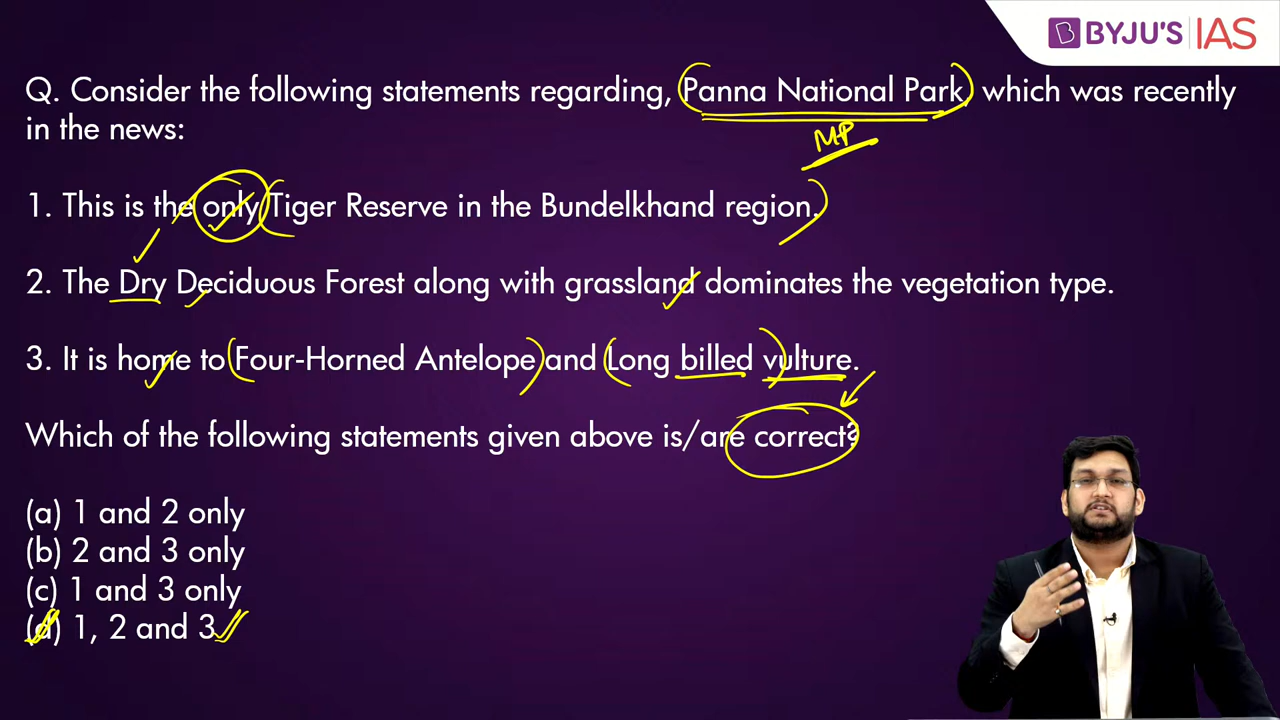 BYJU'S IAS
Q. Consider the following statements regarding, Panna National Park, which was recently
in the news:
MP
1. This is the only Tiger Reserve in the Bundelkhand region.
2. The Dry Deciduous Forest along with grassland dominates the vegetation type.
3. It is home to Four-Horned Antelope and Long billed vulture.
Which of the following statements given above is/are correct?
(a) 1 and 2 only
(b) 2 and 3 only
(c) 1 and 3 only
(d) 1, 2 and 3